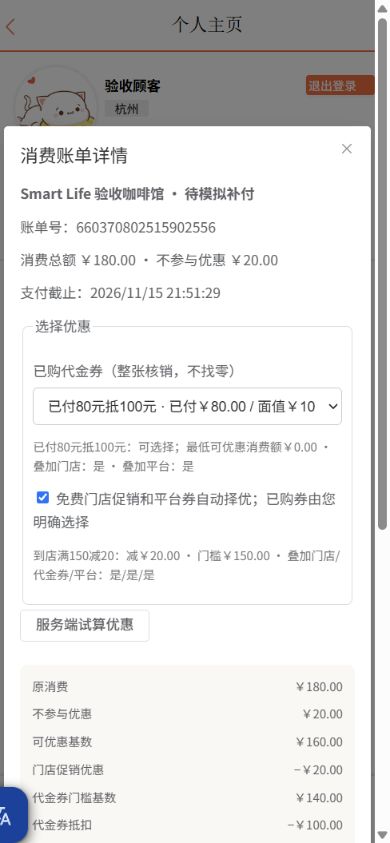 个人主页
验收顾客
退出登录
杭州
消费账单详情
Smart Life 验收咖啡馆 · 待模拟补付
账单号：660370802515902556
消费总额 ￥180.00 · 不参与优惠 ￥20.00
支付截止：2026/11/15 21:51:29
选择优惠
已购代金券（整张核销，不找零）
已付80元抵100元 · 已付￥80.00 / 面值￥10
已付80元抵100元：可选择；最低可优惠消费额￥0.00 ·
叠加门店：是 · 叠加平台：是
免费门店促销和平台券自动择优；已购券由您
明确选择
到店满150减20：减￥20.00 · 门槛￥150.00 · 叠加门店/
代金券/平台：是/是/是
服务端试算优惠
原消费 ￥180.00
不参与优惠 ￥20.00
可优惠基数 ￥160.00
门店促销优惠 −￥20.00
代金券门槛基数 ￥140.00
代金券抵扣 −￥100.00